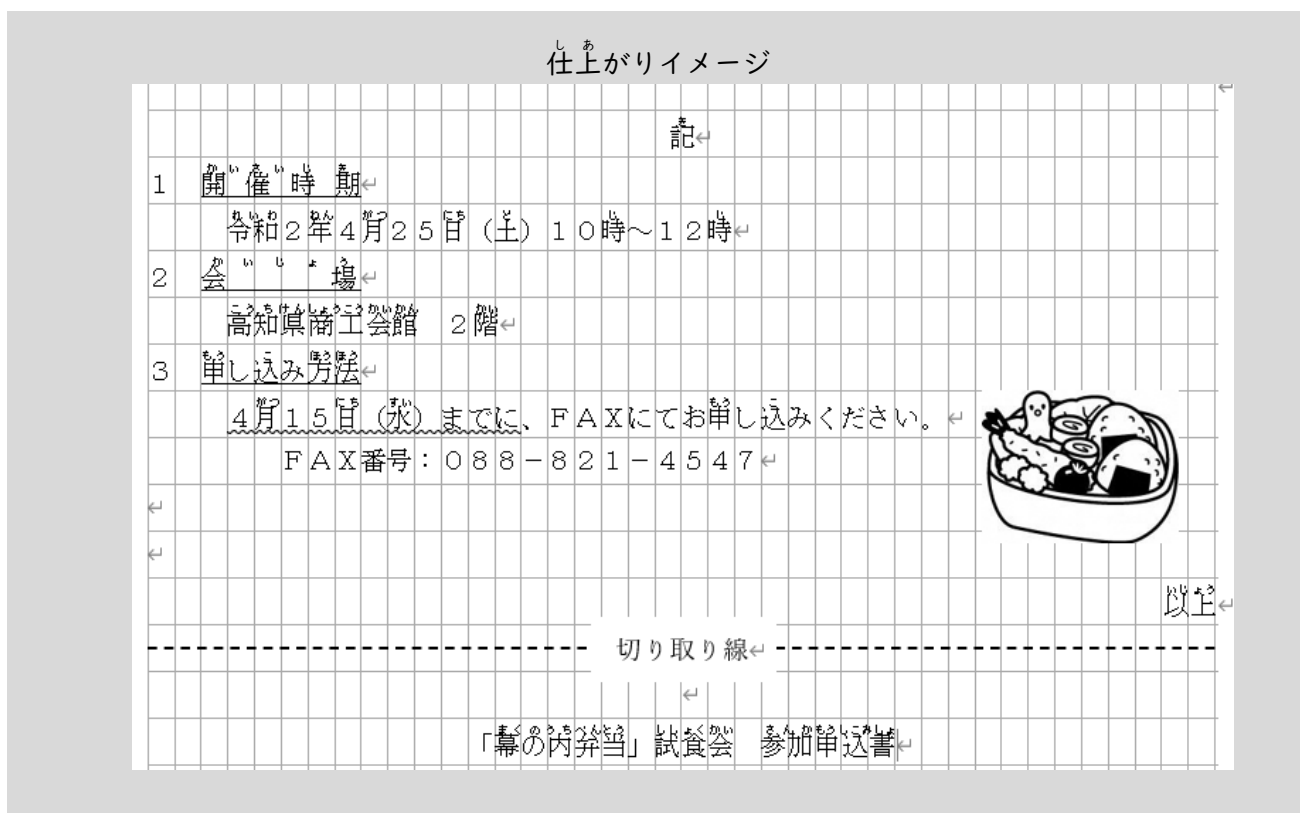 仕上がりイメージ
記
1 開催時期
令和2年4月25日（土）10時～12時
2 会場
高知県商工会館 2階
3 申し込み方法
4月15日（水）までに、FAXにてお申し込みください。
FAX番号：088－821－4547
以上
切り取り線
「幕の内弁当」試食会 参加申込書